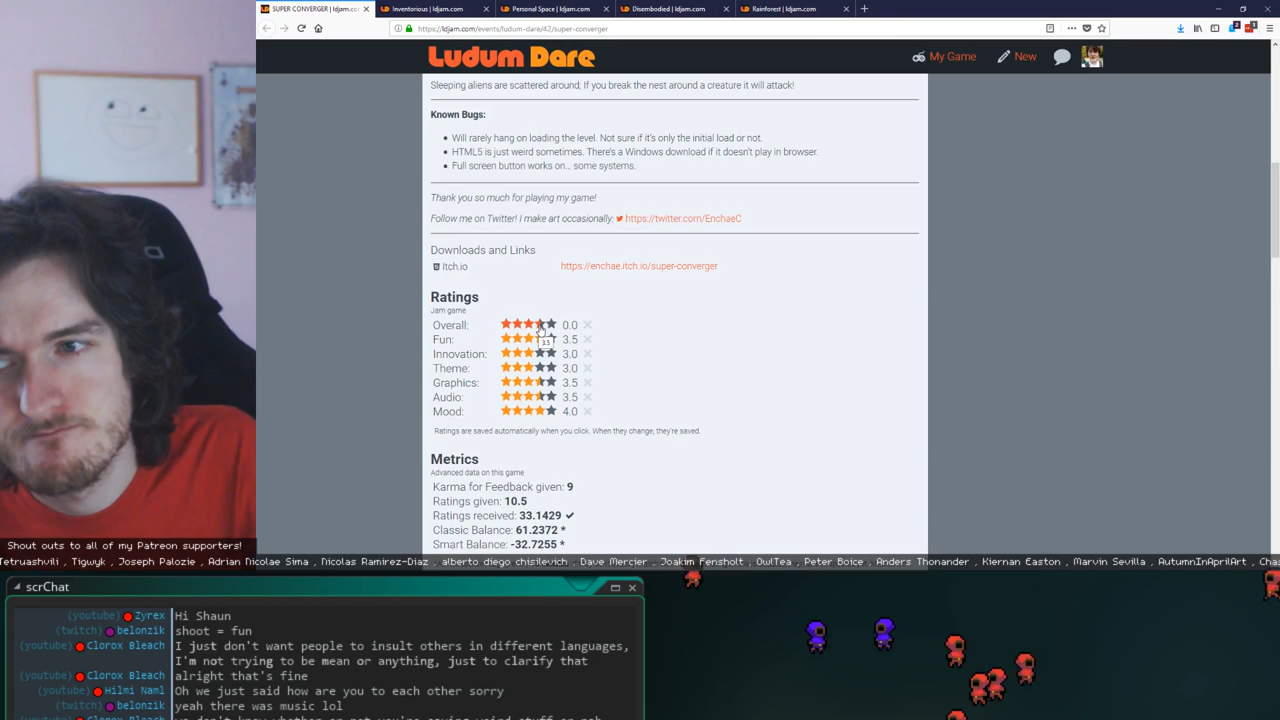 SUPER CONVERGER | ldjam.co
Inventorious | ldjam.com
Personal Space | ldjam.com
Disembodied | ldjam.com
Rainforest | ldjam.com
https://ldjam.com/events/ludum-dare/42/super-converger
Ludum Dare
My Game
New
Sleeping aliens are scattered around; If you break the nest around a creature it will attack!
Known Bugs:
Will rarely hang on loading the level. Not sure if it's only the initial load or not.
HTML5 is just weird sometimes. There's a Windows download if it doesn't play in browser.
Full screen button works on... some systems.
Thank you so much for playing my game!
Follow me on Twitter! I make art occasionally: https://twitter.com/EnchaeC
Downloads and Links
Itch.io https://enchae.itch.io/super-converger
Ratings
Jam game
Overall: 0.0
3.5
Fun: 3.5
Innovation: 3.0
Theme: 3.0
Graphics: 3.5
Audio: 3.5
Mood: 4.0
Ratings are saved automatically when you click. When they change, they're saved.
Metrics
Advanced data on this game
Karma for Feedback given: 9
Ratings given: 10.5
Ratings received: 33.1429 ✓
Classic Balance: 61.2372 *
Smart Balance: -32.7255 *
Shout outs to all of my Patreon supporters!
Tetruashvili , Tigwyk , Joseph Palozie , Adrian Nicolae Sima , Nicolas Ramirez-Diaz , alberto diego chisilevich , Dave Mercier , Joakim Fensholt , OwlTea , Peter Boice , Anders Thonander , Kiernan Easton , Marvin Sevilla , AutumnInAprilArt , Chas
scrChat
(youtube) Zyrex Hi Shaun
(twitch) belonzik shoot = fun
(youtube) Clorox Bleach I just don't want people to insult others in different languages,
I'm not trying to be mean or anything, just to clarify that
(youtube) Clorox Bleach alright that's fine
(youtube) Hilmi Naml Oh we just said how are you to each other sorry
(twitch) belonzik yeah there was music lol